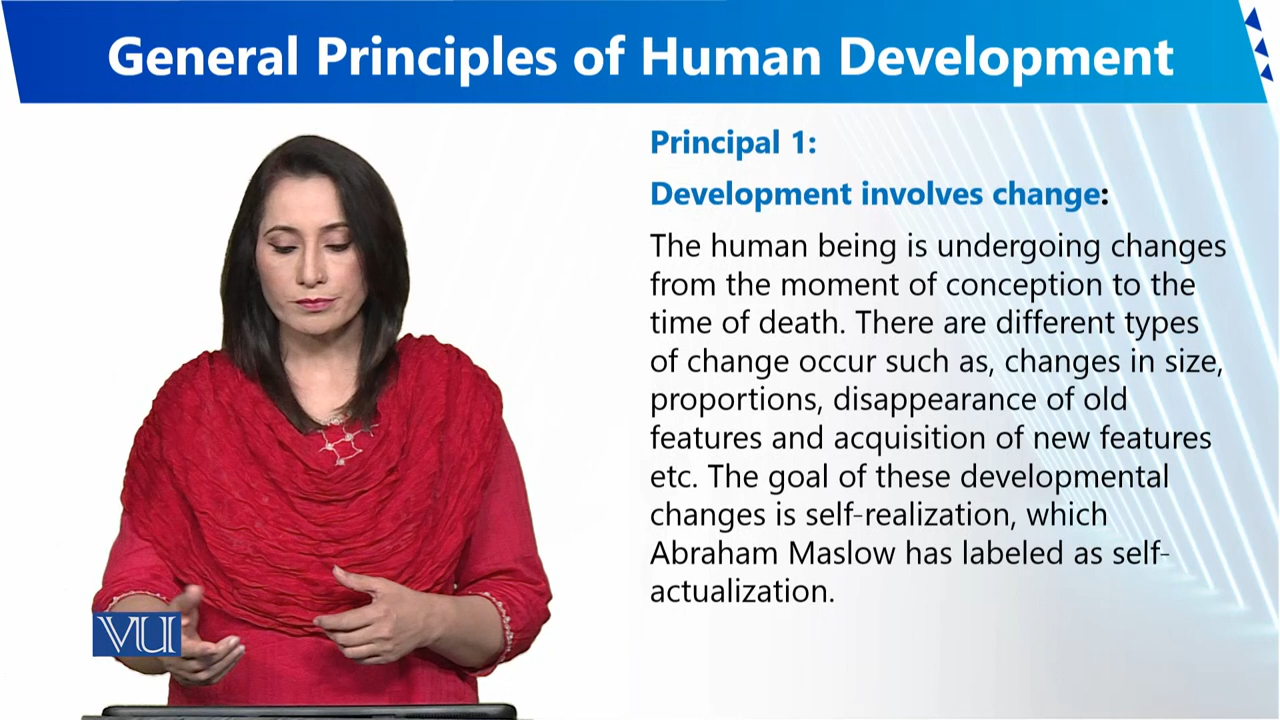 General Principles of Human Development
Principal 1:
Development involves change:
The human being is undergoing changes
from the moment of conception to the
time of death. There are different types
of change occur such as, changes in size,
proportions, disappearance of old
features and acquisition of new features
etc. The goal of these developmental
changes is self-realization, which
Abraham Maslow has labeled as self-
actualization.
VU